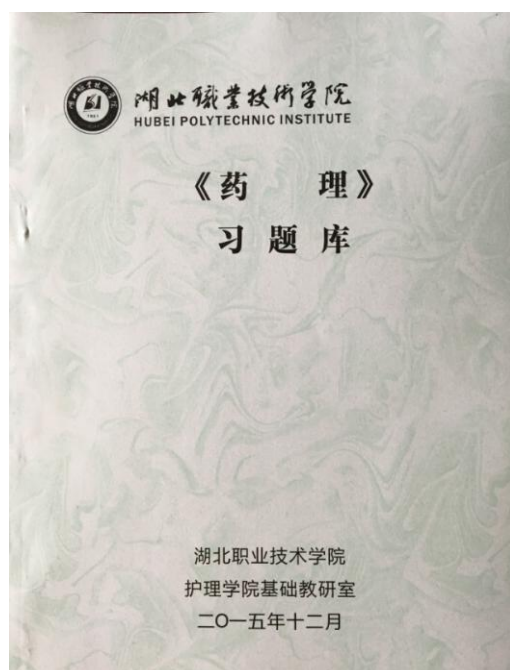 湖北職業技術学院
HUBEI POLYTECHNIC INSTITUTE
《药 理》
习 题 库
湖北职业技术学院
护理学院基础教研室
二〇一五年十二月